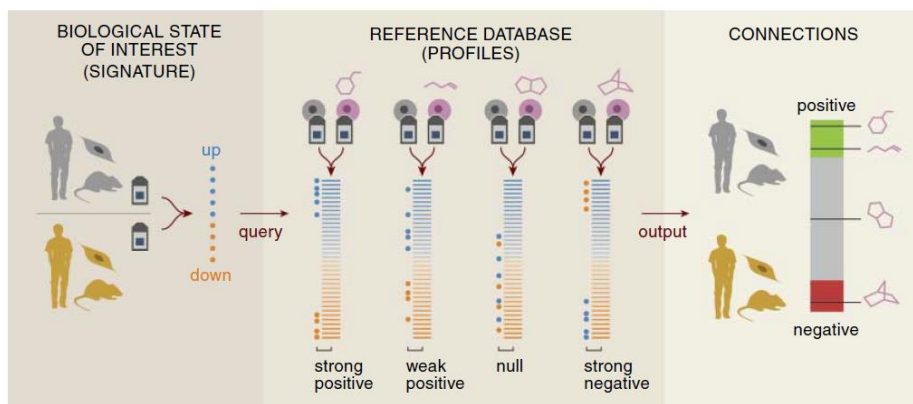 BIOLOGICAL STATE
OF INTEREST
(SIGNATURE)
up
down
query
REFERENCE DATABASE
(PROFILES)
strong
positive
weak
positive
null
strong
negative
output
CONNECTIONS
positive
negative